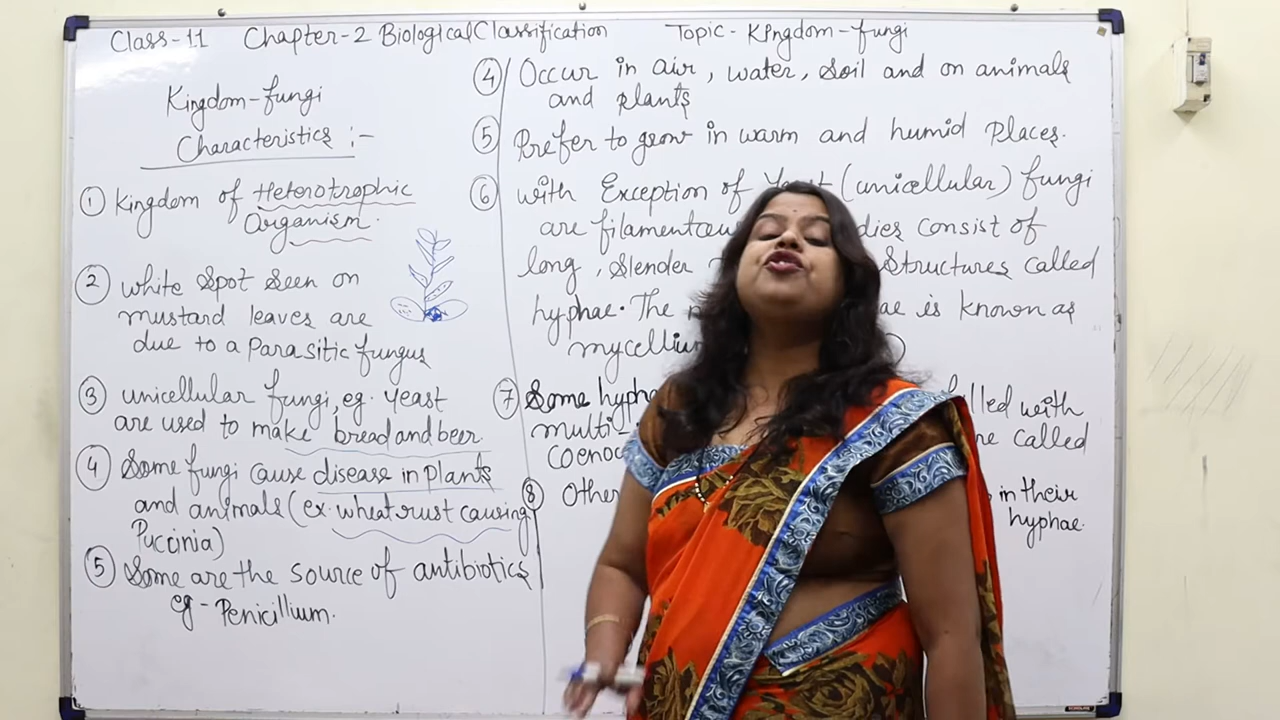 Class-11 Chapter-2 Biological Classification Topic - Kingdom-fungi
Kingdom-fungi
Characteristics :-
① Kingdom of Heterotrophic
Organism.
② white spot seen on
mustard leaves are
due to a Parasitic fungus
③ unicellular fungi, eg. Yeast
are used to make bread and beer.
④ Some fungi cause disease in plants
and animals (ex. wheat rust causing
Puccinia)
⑤ Some are the source of antibiotics
eg - Penicillium.
④ Occur in air, water, soil and on animals
and plants
⑤ Prefer to grow in warm and humid places.
⑥ with Exception of Yeast (unicellular) fungi
are filamentous dies consist of
long, slender structures called
hyphae. The ae is known as
mycellium
⑦ Some hypha filled with
multi- called
coenoc
⑧ Other in their
hyphae.